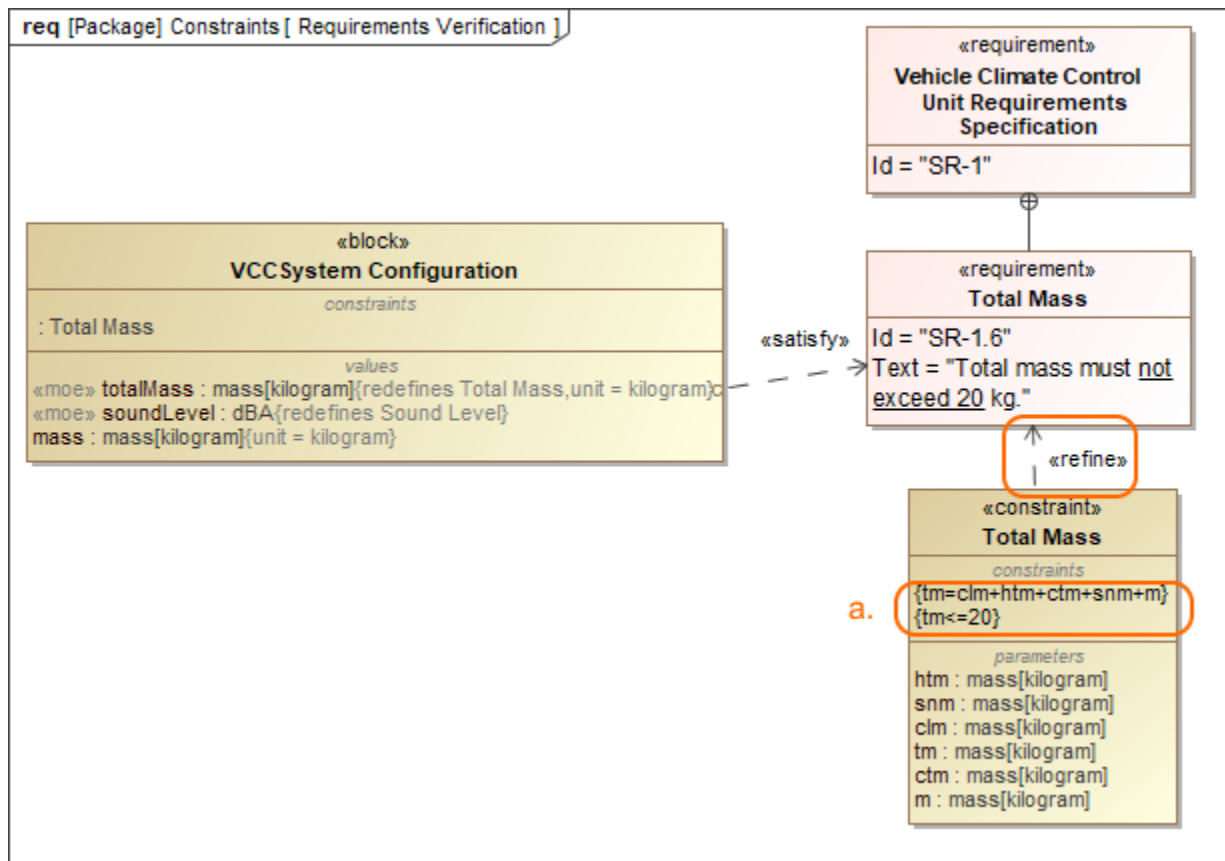 req [Package] Constraints [ Requirements Verification ]
«requirement»
Vehicle Climate Control
Unit Requirements
Specification
Id = "SR-1"
«block»
VCCSystem Configuration
constraints
: Total Mass
values
«moe» totalMass : mass[kilogram]{redefines Total Mass,unit = kilogram}c
«moe» soundLevel : dBA{redefines Sound Level}
mass : mass[kilogram]{unit = kilogram}
«satisfy»
«requirement»
Total Mass
Id = "SR-1.6"
Text = "Total mass must not
exceed 20 kg."
«refine»
«constraint»
Total Mass
constraints
a.
{tm=clm+htm+ctm+snm+m}
{tm<=20}
parameters
htm : mass[kilogram]
snm : mass[kilogram]
clm : mass[kilogram]
tm : mass[kilogram]
ctm : mass[kilogram]
m : mass[kilogram]